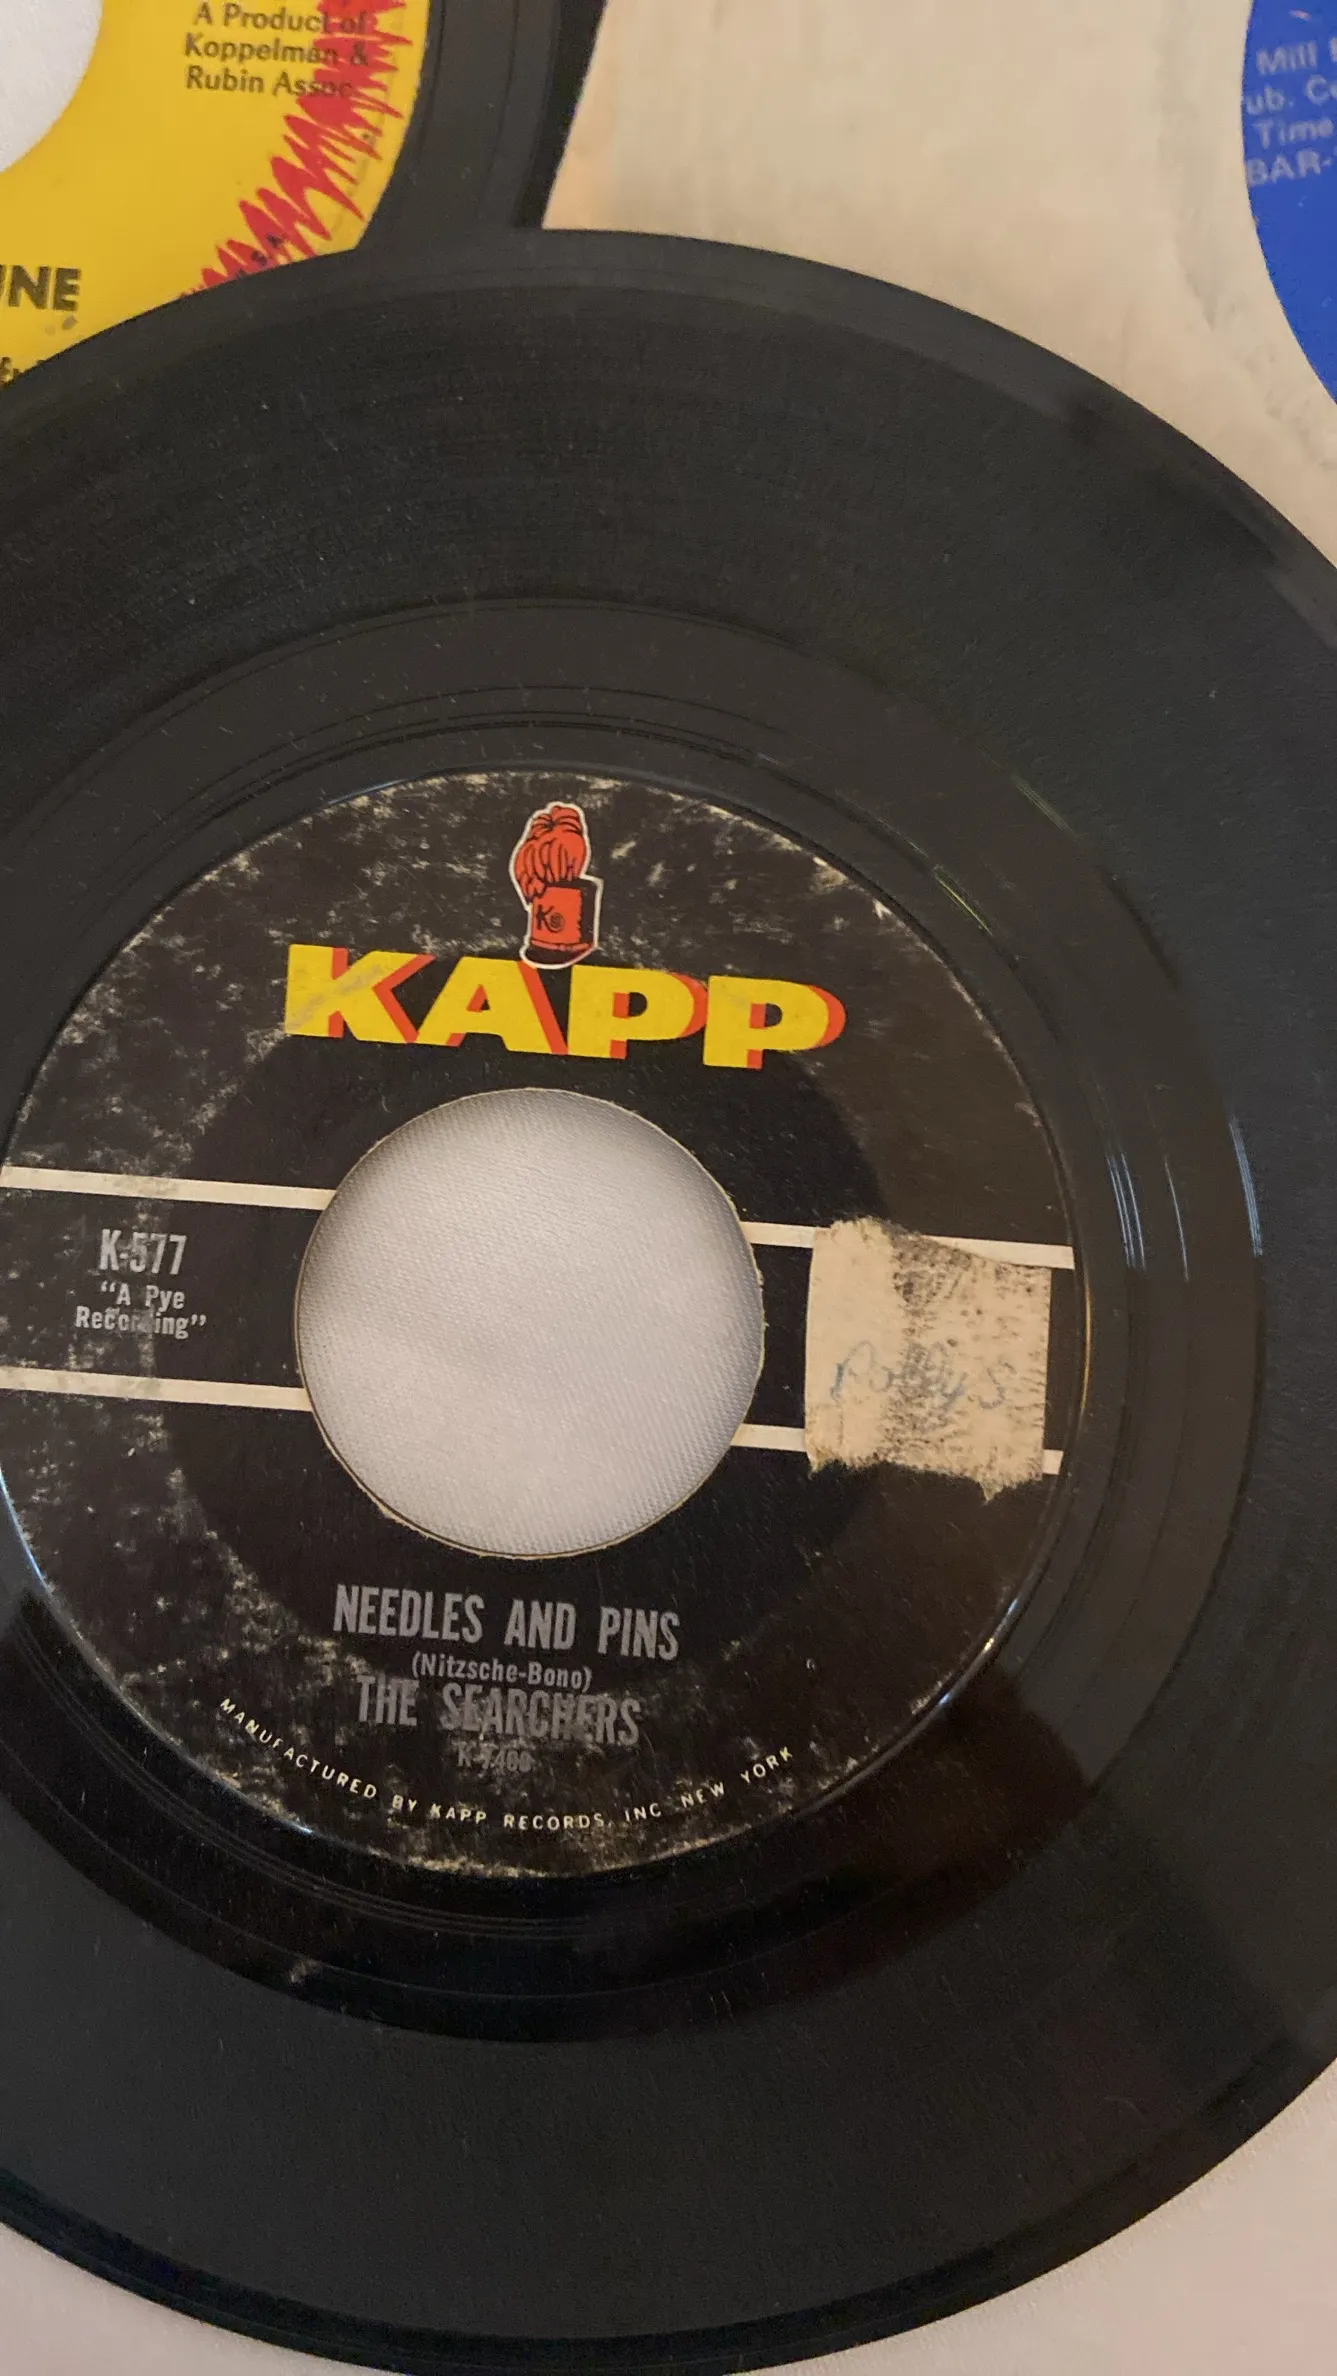 A Product of
Koppelman &
Rubin Assoc.
UNE
Mill
ub.
Time
BAR-
K
KAPP
K-577
"A Pye
Recording"
NEEDLES AND PINS
(Nitzsche-Bono)
THE SEARCHERS
MANUFACTURED BY KAPP RECORDS, INC NEW YORK